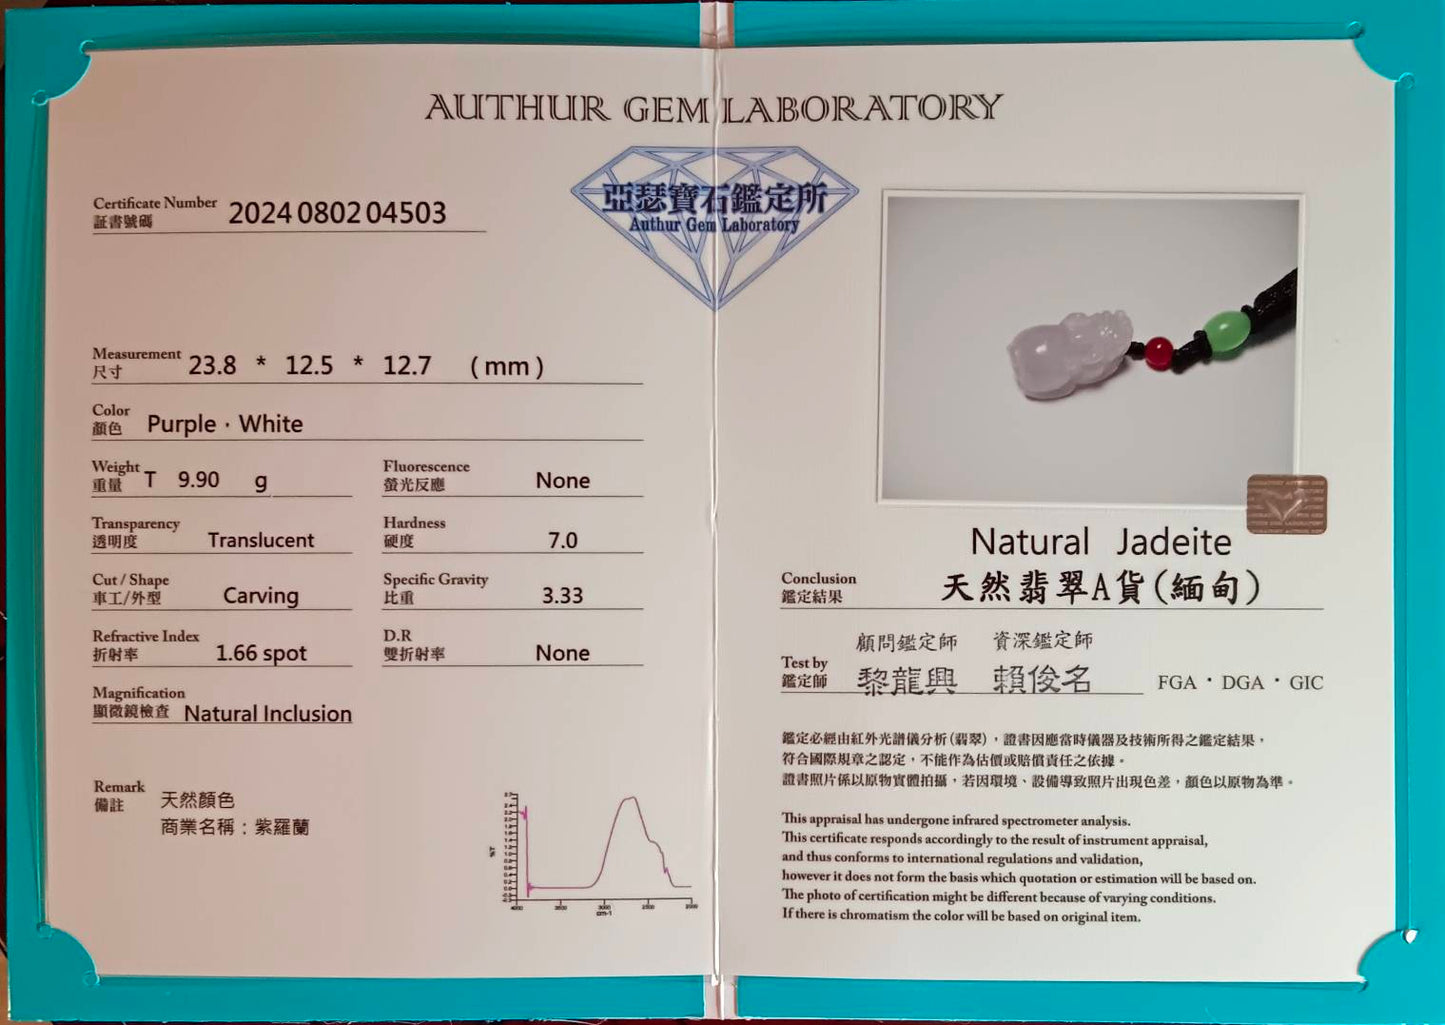 AUTHUR GEM LABORATORY
亞瑟寶石鑑定所
Authur Gem Laboratory
Certificate Number
証書號碼 2024080204503
Measurement
尺寸 23.8 * 12.5 * 12.7 (mm)
Color
顏色 Purple · White
Weight
重量 T 9.90 g
Fluorescence
螢光反應 None
Transparency
透明度 Translucent
Hardness
硬度 7.0
Cut / Shape
車工/外型 Carving
Specific Gravity
比重 3.33
Refractive Index
折射率 1.66 spot
D.R
雙折射率 None
Magnification
顯微鏡檢查 Natural Inclusion
Remark
備註
天然顏色
商業名稱：紫羅蘭
%T
4000 3500 3000 2500
cm-1
Natural Jadeite
Conclusion
鑑定結果 天然翡翠A貨(緬甸)
顧問鑑定師 資深鑑定師
Test by
鑑定師 黎龍興 賴俊名 FGA・DGA・GIC
鑑定必經由紅外光譜儀分析(翡翠)，證書因應當時儀器及技術所得之鑑定結果，
符合國際規章之認定，不能作為估價或賠償責任之依據。
證書照片係以原物實體拍攝，若因環境、設備導致照片出現色差，顏色以原物為準。
This appraisal has undergone infrared spectrometer analysis.
This certificate responds accordingly to the result of instrument appraisal,
and thus conforms to international regulations and validation,
however it does not form the basis which quotation or estimation will be based on.
The photo of certification might be different because of varying conditions.
If there is chromatism the color will be based on original item.